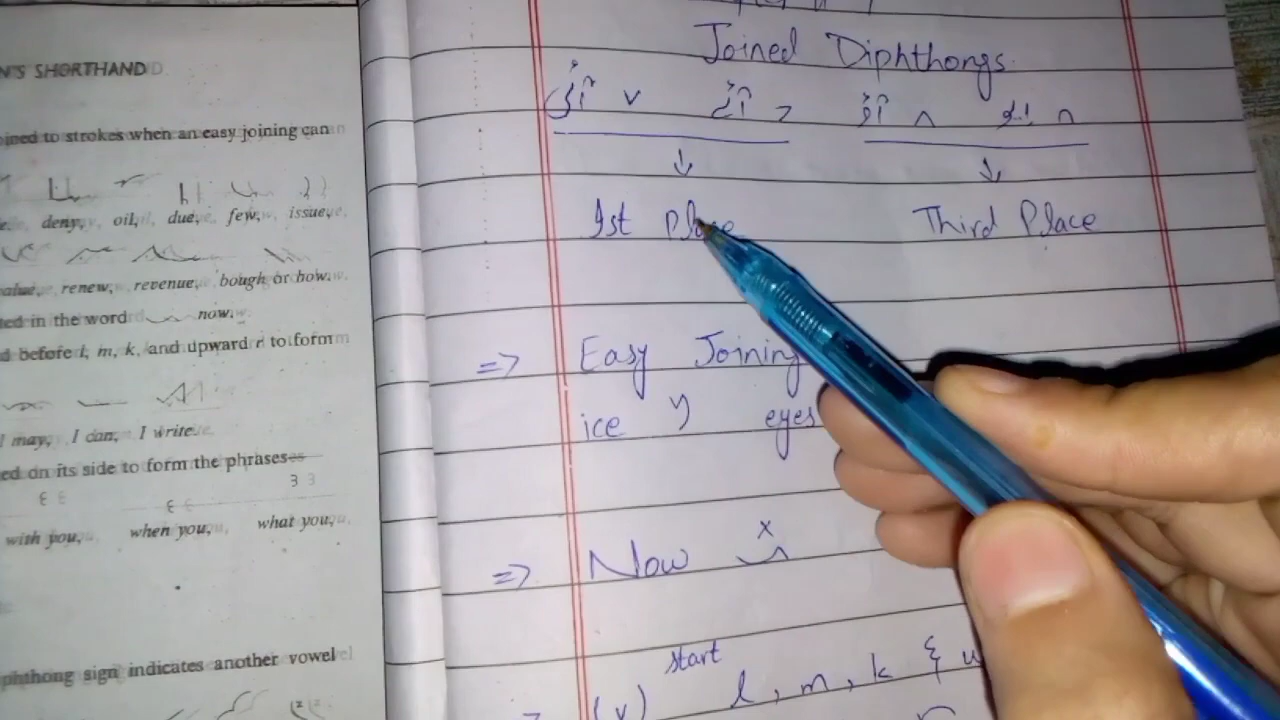 N'S SHORTHAND
ined to strokes when an easy joining can
deny, oil, due, few, issue,
alue, renew, revenue, bough or bow.
ted in the word now.
d before l, m, k, and upward r to form
I may, I can, I write.
ed on its side to form the phrases
with you, when you, what you,
phthong sign indicates another vowel
Joined Diphthongs
1st Place Third Place
⇒ Easy Joining
ice eyes
⇒ Now
start
(v) l, m, k &